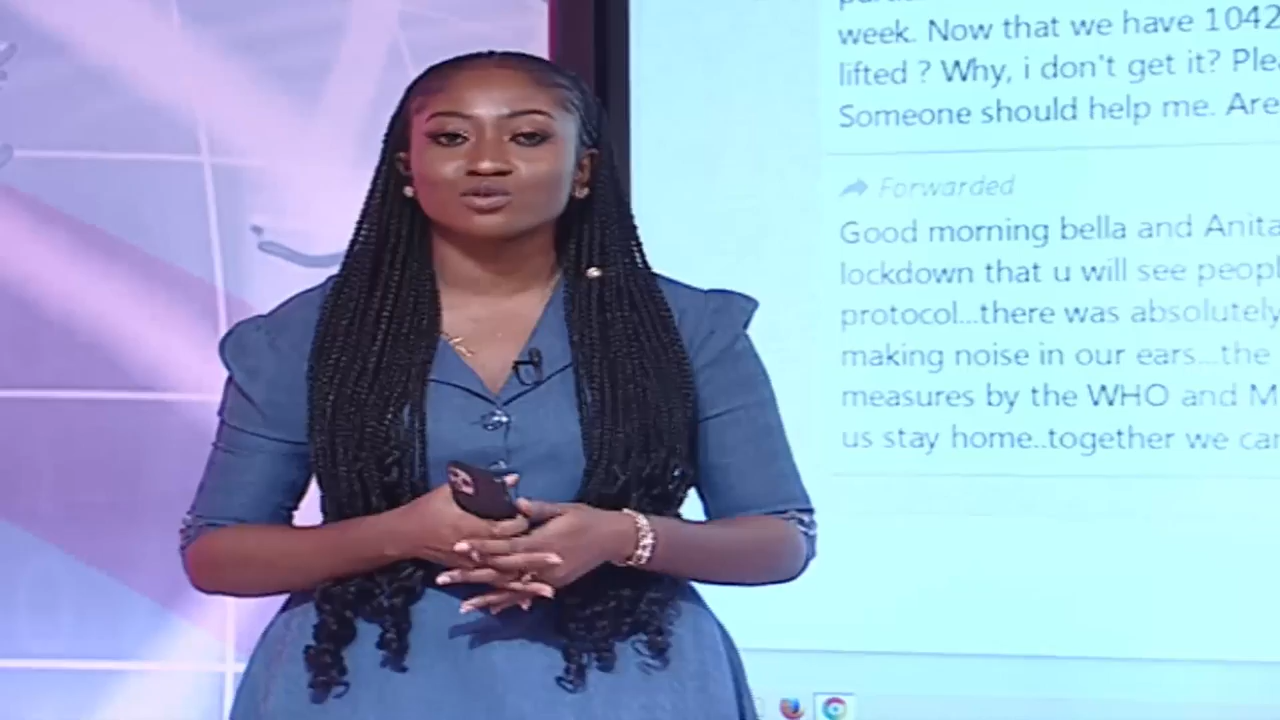 week. Now that we have 1042
lifted ? Why, i don't get it? Plea
Someone should help me. Are
Forwarded
Good morning bella and Anita
lockdown that u will see peopl
protocol...there was absolutely
making noise in our ears...the
measures by the WHO and M
us stay home..together we can